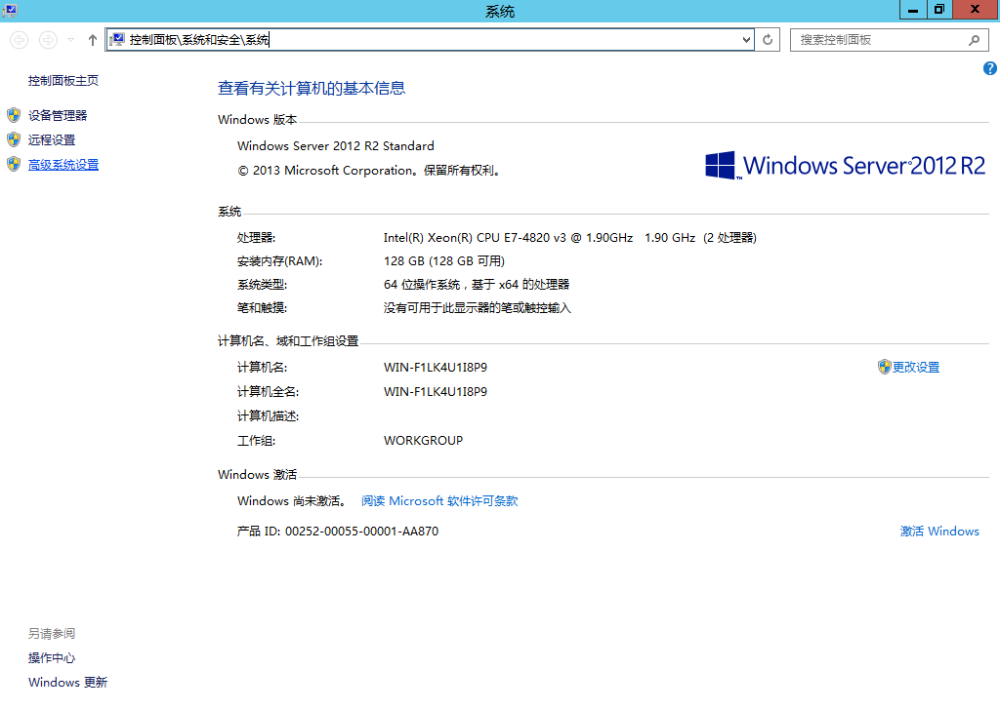 系统
控制面板\系统和安全\系统
搜索控制面板
控制面板主页
设备管理器
远程设置
高级系统设置
查看有关计算机的基本信息
Windows 版本
Windows Server 2012 R2 Standard
© 2013 Microsoft Corporation。保留所有权利。
Windows Server 2012 R2
系统
处理器: Intel(R) Xeon(R) CPU E7-4820 v3 @ 1.90GHz 1.90 GHz (2 处理器)
安装内存(RAM): 128 GB (128 GB 可用)
系统类型: 64 位操作系统，基于 x64 的处理器
笔和触摸: 没有可用于此显示器的笔或触控输入
计算机名、域和工作组设置
计算机名: WIN-F1LK4U1I8P9 更改设置
计算机全名: WIN-F1LK4U1I8P9
计算机描述:
工作组: WORKGROUP
Windows 激活
Windows 尚未激活。 阅读 Microsoft 软件许可条款
产品 ID: 00252-00055-00001-AA870 激活 Windows
另请参阅
操作中心
Windows 更新